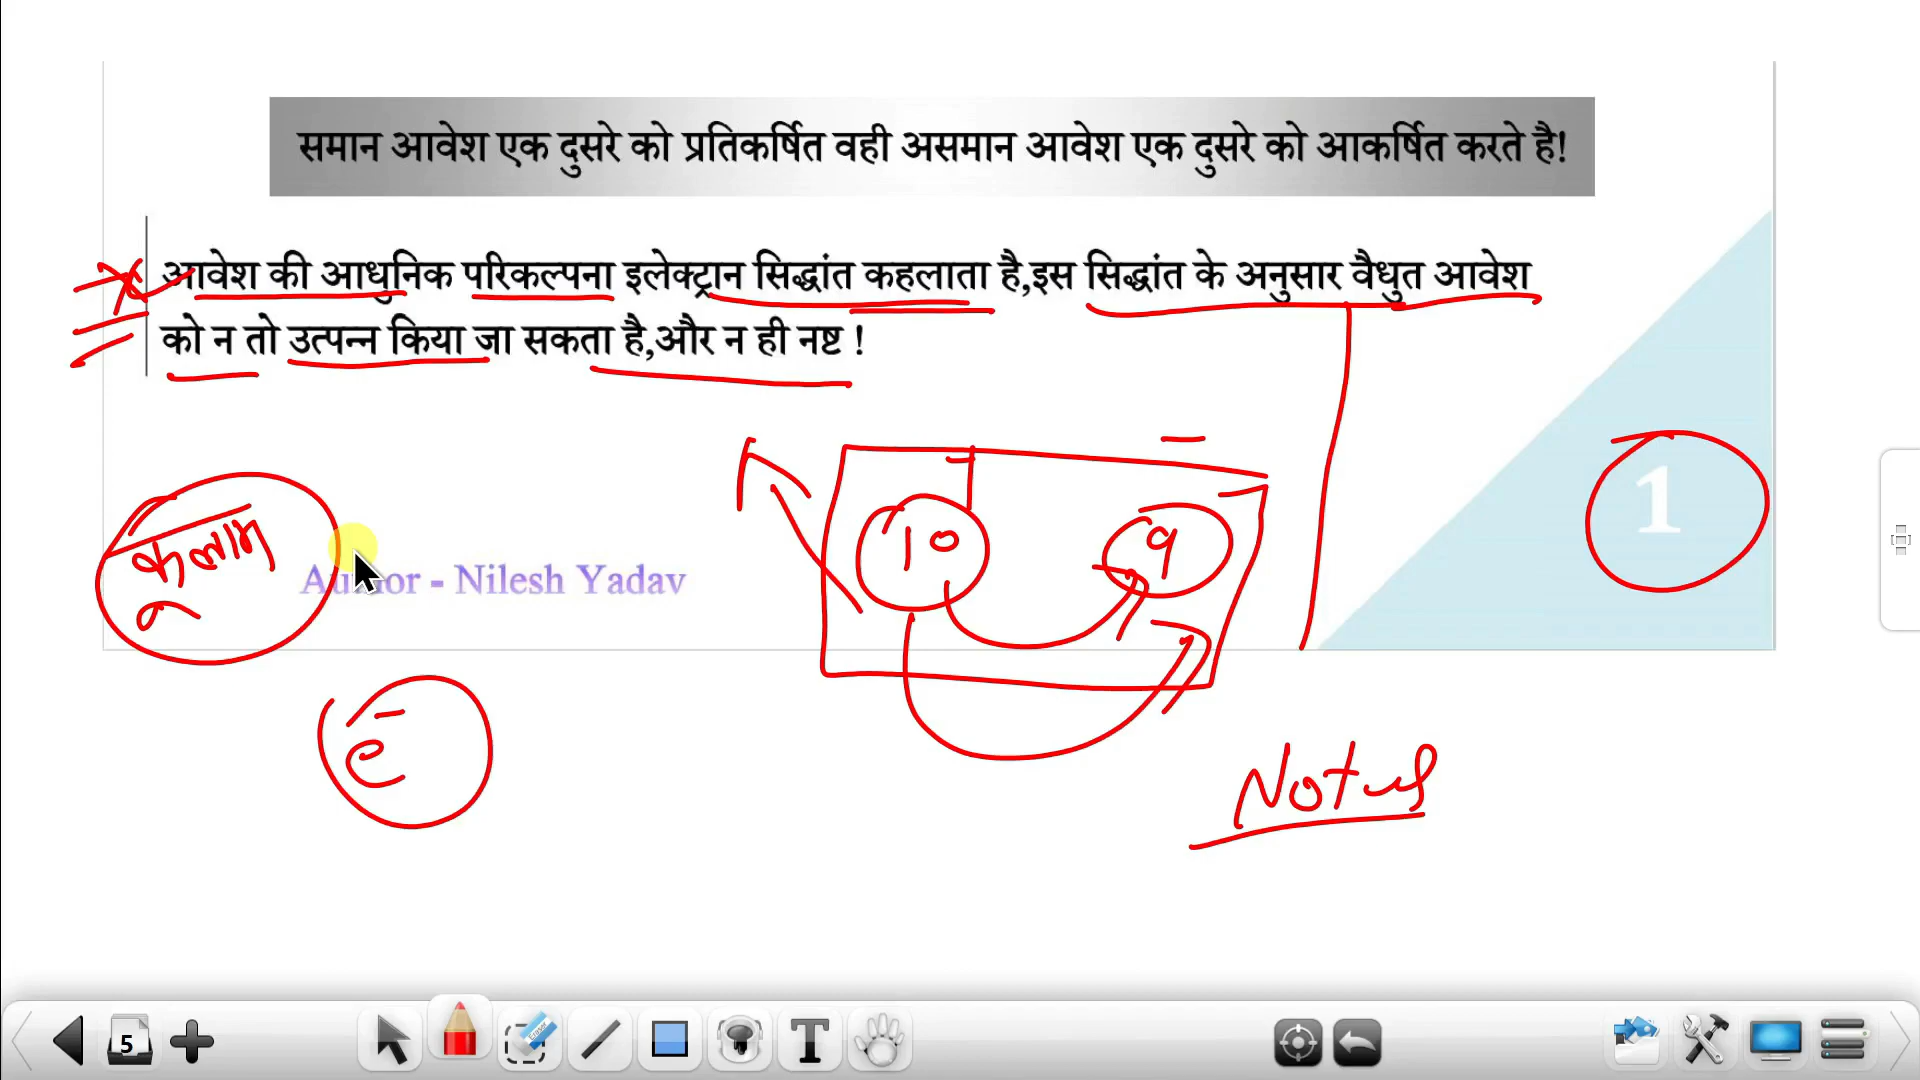 समान आवेश एक दुसरे को प्रतिकर्षित वही असमान आवेश एक दुसरे को आकर्षित करते है!
आवेश की आधुनिक परिकल्पना इलेक्ट्रान सिद्धांत कहलाता है,इस सिद्धांत के अनुसार वैधुत आवेश
को न तो उत्पन्न किया जा सकता है,और न ही नष्ट !
10 9
1
Author - Nilesh Yadav
e
5
T